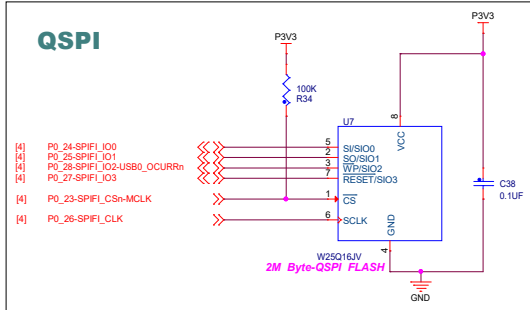 QSPI
P3V3
P3V3
100K
R34
U7
8
VCC
[4] P0_24-SPIFI_IO0 5 SI/SIO0
[4] P0_25-SPIFI_IO1 2 SO/SIO1
[4] P0_28-SPIFI_IO2-USB0_OCURRn 3 WP/SIO2
[4] P0_27-SPIFI_IO3 7 RESET/SIO3
[4] P0_23-SPIFI_CSn-MCLK 1 CS
[4] P0_26-SPIFI_CLK 6 SCLK
C38
0.1UF
GND
4
W25Q16JV
2M Byte-QSPI FLASH
GND